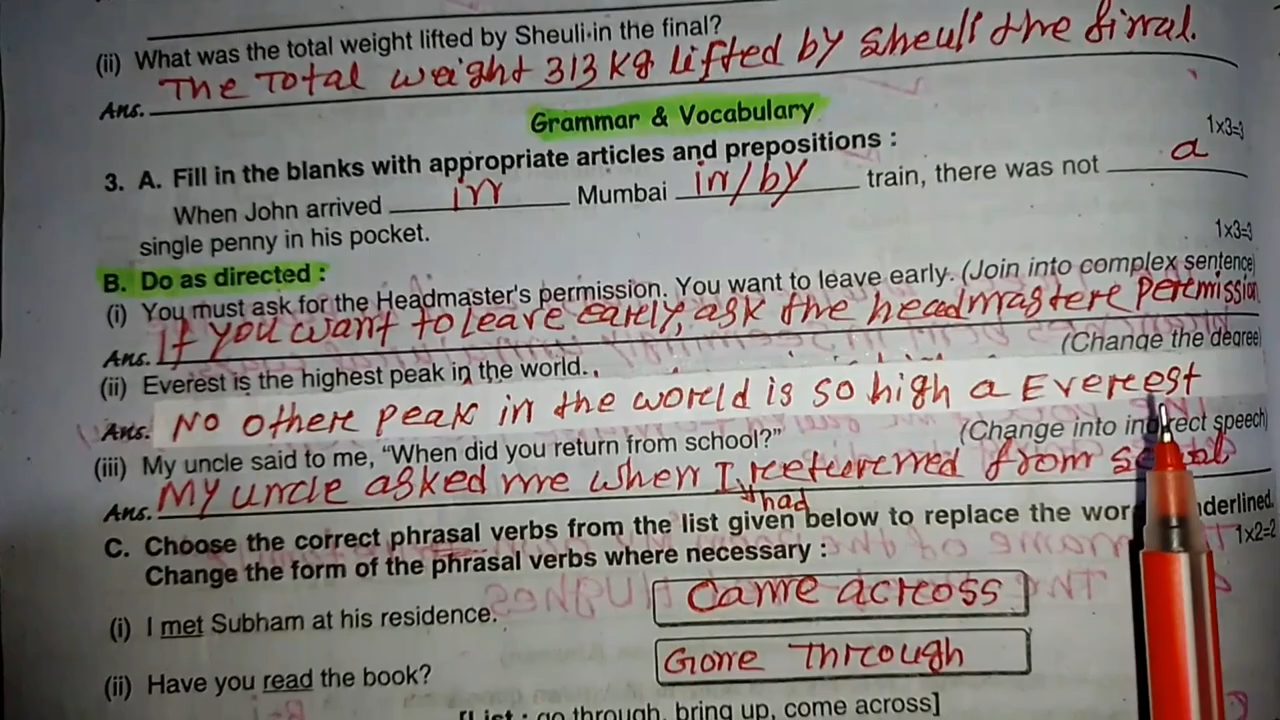 (ii) What was the total weight lifted by Sheuli in the final?
Ans. The Total weight 313 kg lifted by Sheuli the final.
Grammar & Vocabulary
1x3=3
3. A. Fill in the blanks with appropriate articles and prepositions :
When John arrived in Mumbai in/by train, there was not a
single penny in his pocket.
1x3=3
B. Do as directed :
(i) You must ask for the Headmaster's permission. You want to leave early. (Join into complex sentence)
Ans. If you want to leave early, ask the headmastere permission
(ii) Everest is the highest peak in the world. (Change the degree)
Ans. No othere peak in the world is so high a Everest
(iii) My uncle said to me, "When did you return from school?" (Change into indirect speech)
Ans. My uncle asked me when I had returned from
C. Choose the correct phrasal verbs from the list given below to replace the underlined.
Change the form of the phrasal verbs where necessary : 1x2=2
(i) I met Subham at his residence. Came across
(ii) Have you read the book? Gone Through
[List : go through, bring up, come across]